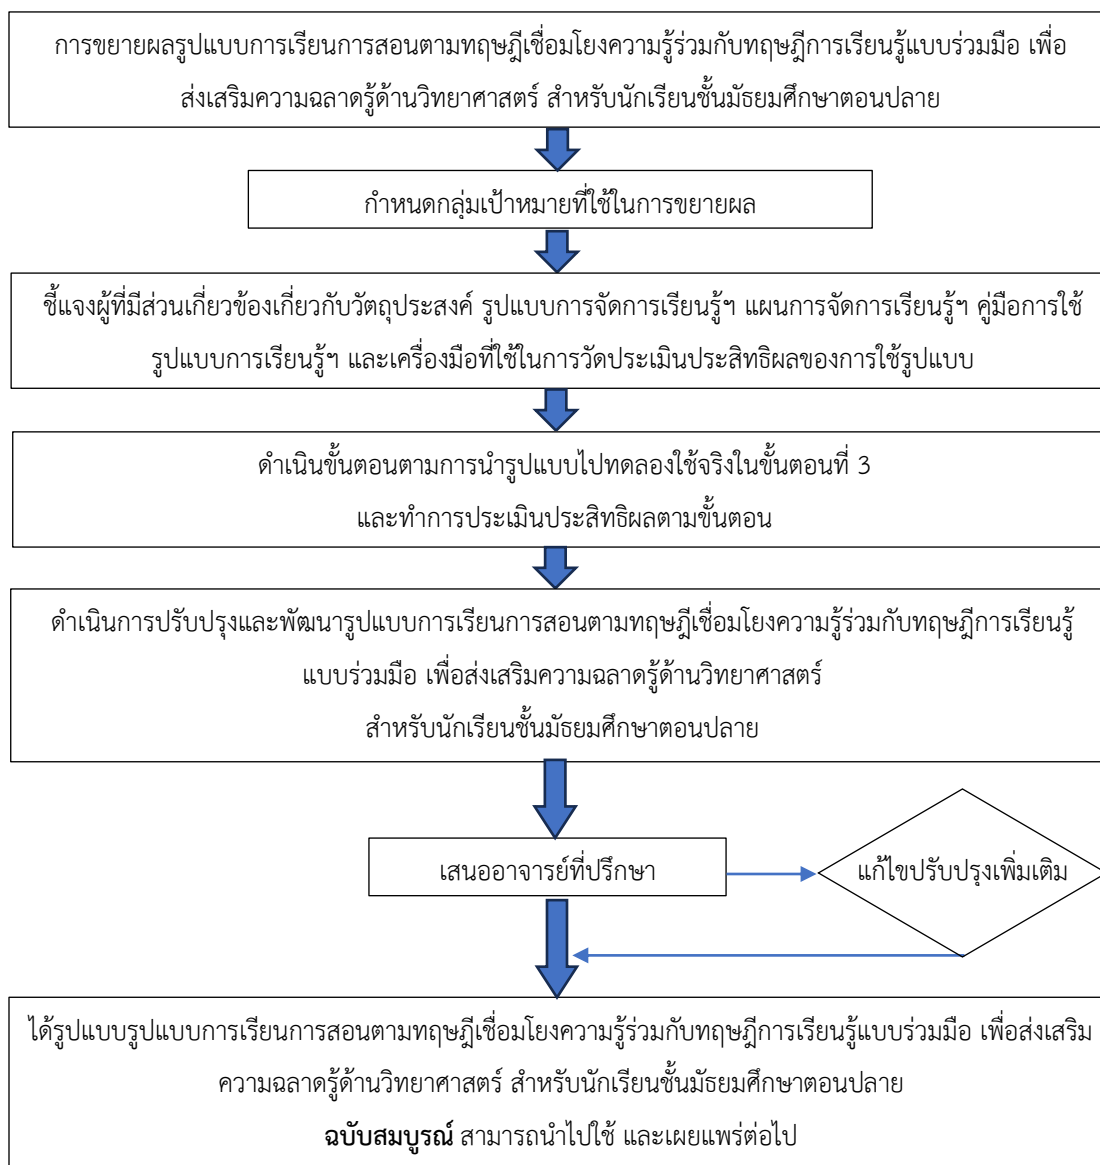 การขยายผลรูปแบบการเรียนการสอนตามทฤษฎีเชื่อมโยงความรู้ร่วมกับทฤษฎีการเรียนรู้แบบร่วมมือ เพื่อ
ส่งเสริมความฉลาดรู้ด้านวิทยาศาสตร์ สำหรับนักเรียนชั้นมัธยมศึกษาตอนปลาย
กำหนดกลุ่มเป้าหมายที่ใช้ในการขยายผล
ชี้แจงผู้ที่มีส่วนเกี่ยวข้องเกี่ยวกับวัตถุประสงค์ รูปแบบการจัดการเรียนรู้ฯ แผนการจัดการเรียนรู้ฯ คู่มือการใช้
รูปแบบการเรียนรู้ฯ และเครื่องมือที่ใช้ในการวัดประเมินประสิทธิผลของการใช้รูปแบบ
ดำเนินขั้นตอนตามการนำรูปแบบไปทดลองใช้จริงในขั้นตอนที่ 3
และทำการประเมินประสิทธิผลตามขั้นตอน
ดำเนินการปรับปรุงและพัฒนารูปแบบการเรียนการสอนตามทฤษฎีเชื่อมโยงความรู้ร่วมกับทฤษฎีการเรียนรู้
แบบร่วมมือ เพื่อส่งเสริมความฉลาดรู้ด้านวิทยาศาสตร์
สำหรับนักเรียนชั้นมัธยมศึกษาตอนปลาย
เสนออาจารย์ที่ปรึกษา
แก้ไขปรับปรุงเพิ่มเติม
ได้รูปแบบรูปแบบการเรียนการสอนตามทฤษฎีเชื่อมโยงความรู้ร่วมกับทฤษฎีการเรียนรู้แบบร่วมมือ เพื่อส่งเสริม
ความฉลาดรู้ด้านวิทยาศาสตร์ สำหรับนักเรียนชั้นมัธยมศึกษาตอนปลาย
ฉบับสมบูรณ์ สามารถนำไปใช้ และเผยแพร่ต่อไป